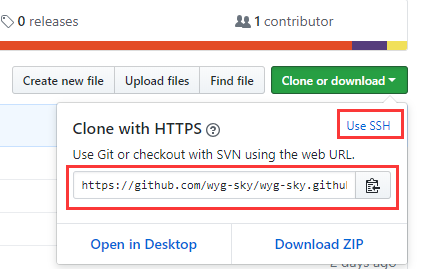 0 releases
1 contributor
Create new file
Upload files
Find file
Clone or download
Clone with HTTPS
Use SSH
Use Git or checkout with SVN using the web URL.
https://github.com/wyg-sky/wyg-sky.githu
Open in Desktop
Download ZIP
2 days ago